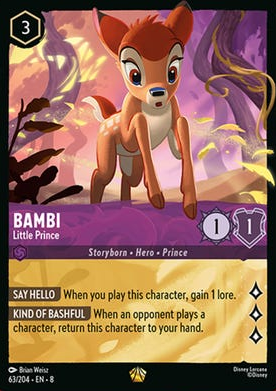 3
BAMBI
Little Prince
1
1
Storyborn • Hero • Prince
SAY HELLO When you play this character, gain 1 lore.
KIND OF BASHFUL When an opponent plays a
character, return this character to your hand.
Brian Weisz
63/204 • EN • 8
Disney Lorcana
©Disney